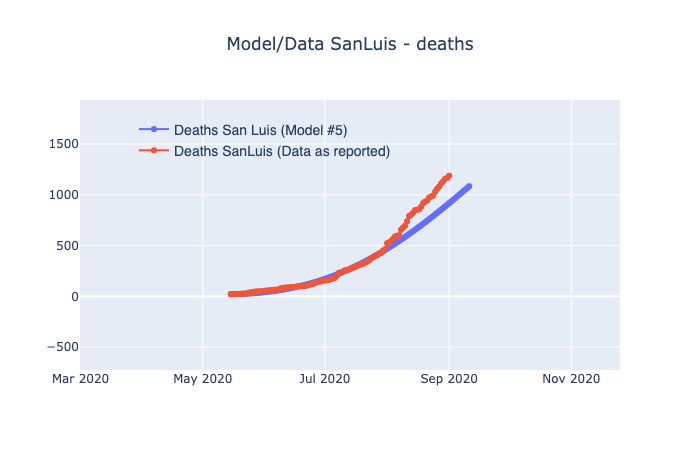 Model/Data SanLuis - deaths
Deaths San Luis (Model #5)
Deaths SanLuis (Data as reported)
1500
1000
500
0
−500
Mar 2020
May 2020
Jul 2020
Sep 2020
Nov 2020